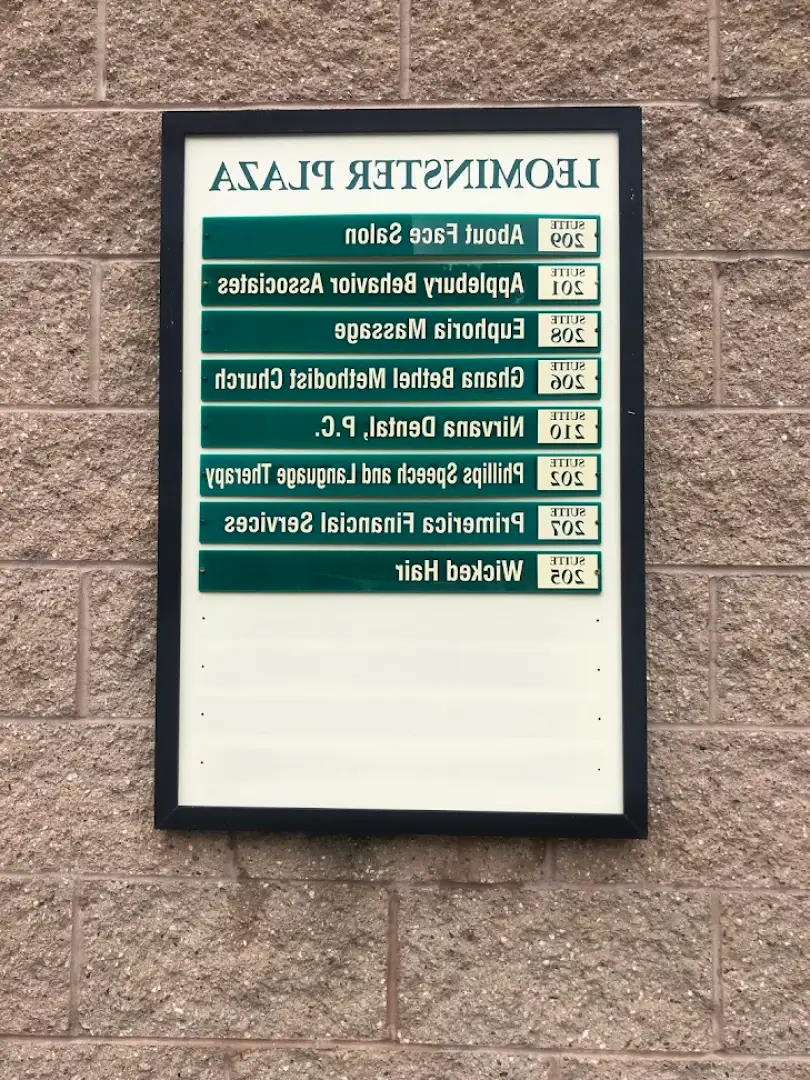 LEOMINSTER PLAZA
SUITE 209 About Face Salon
SUITE 201 Applebury Behavior Associates
SUITE 208 Euphoria Massage
SUITE 206 Ghana Bethel Methodist Church
SUITE 210 Nirvana Dental, P.C.
SUITE 202 Phillips Speech and Language Therapy
SUITE 207 Primerica Financial Services
SUITE 205 Wicked Hair